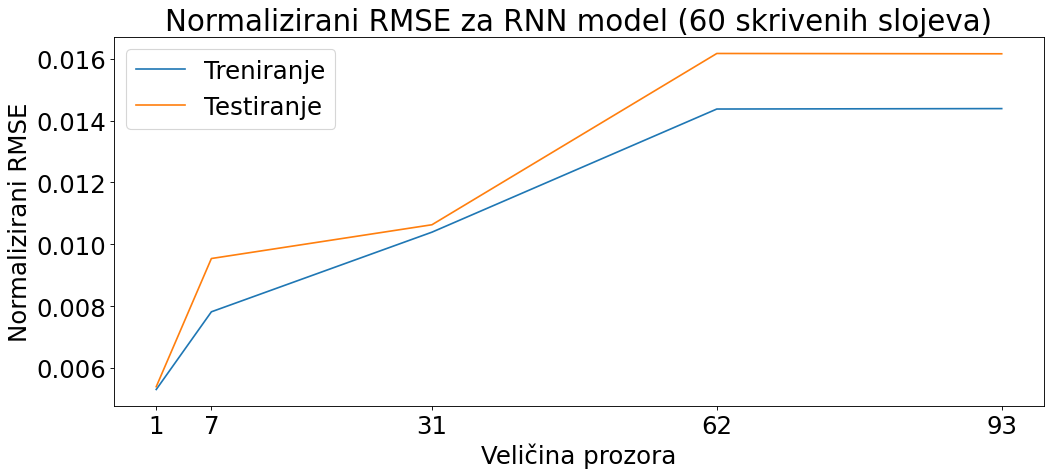 Normalizirani RMSE za RNN model (60 skrivenih slojeva)
Treniranje
Testiranje
Normalizirani RMSE
0.016
0.014
0.012
0.010
0.008
0.006
1 7 31 62 93
Veličina prozora